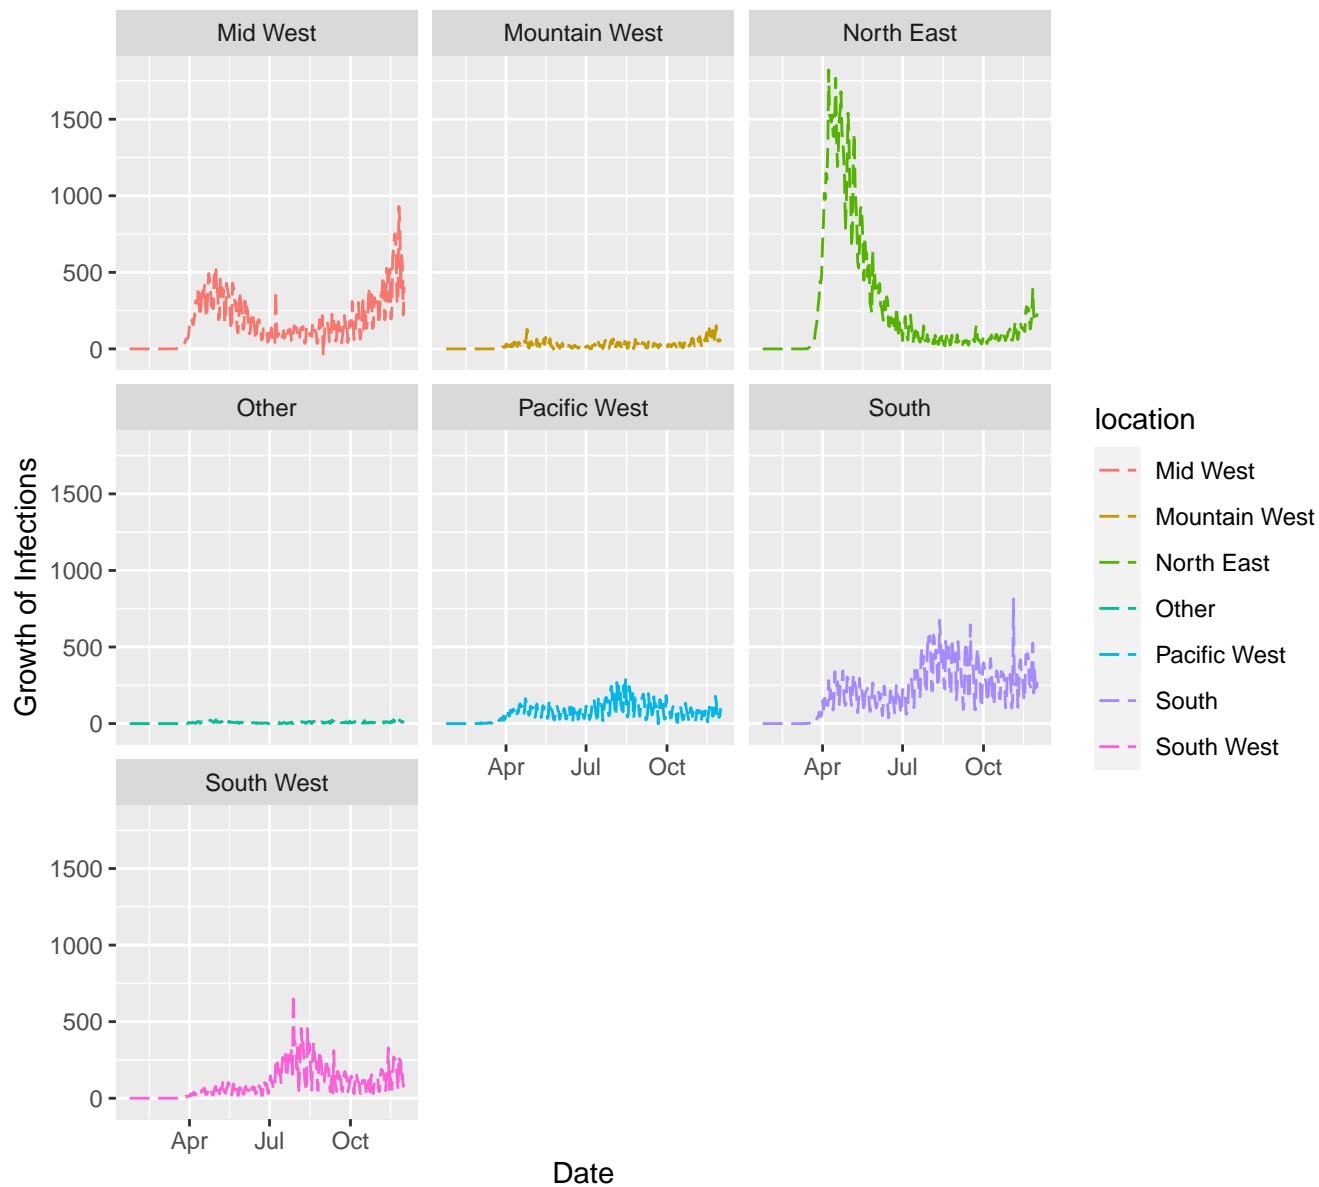 Mid West
Mountain West
North East
1500
1000
500
0
Other
Pacific West
South
1500
1000
500
0
Apr Jul Oct
Apr Jul Oct
South West
1500
1000
500
0
Apr Jul Oct
Growth of Infections
Date
location
Mid West
Mountain West
North East
Other
Pacific West
South
South West